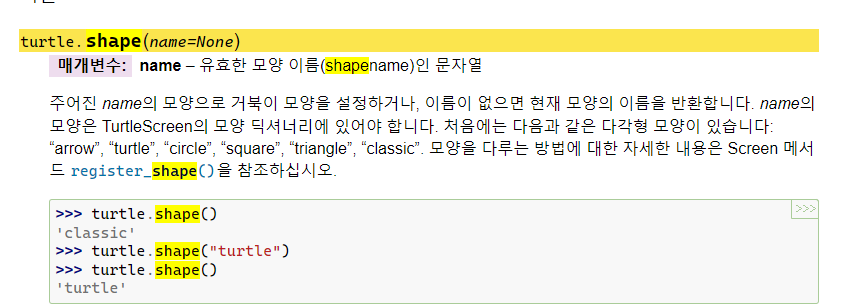 turtle.shape(name=None)
매개변수: name – 유효한 모양 이름(shapename)인 문자열
주어진 name의 모양으로 거북이 모양을 설정하거나, 이름이 없으면 현재 모양의 이름을 반환합니다. name의
모양은 TurtleScreen의 모양 딕셔너리에 있어야 합니다. 처음에는 다음과 같은 다각형 모양이 있습니다:
“arrow”, “turtle”, “circle”, “square”, “triangle”, “classic”. 모양을 다루는 방법에 대한 자세한 내용은 Screen 메서
드 register_shape()을 참조하십시오.
>>>
>>> turtle.shape()
'classic'
>>> turtle.shape("turtle")
>>> turtle.shape()
'turtle'